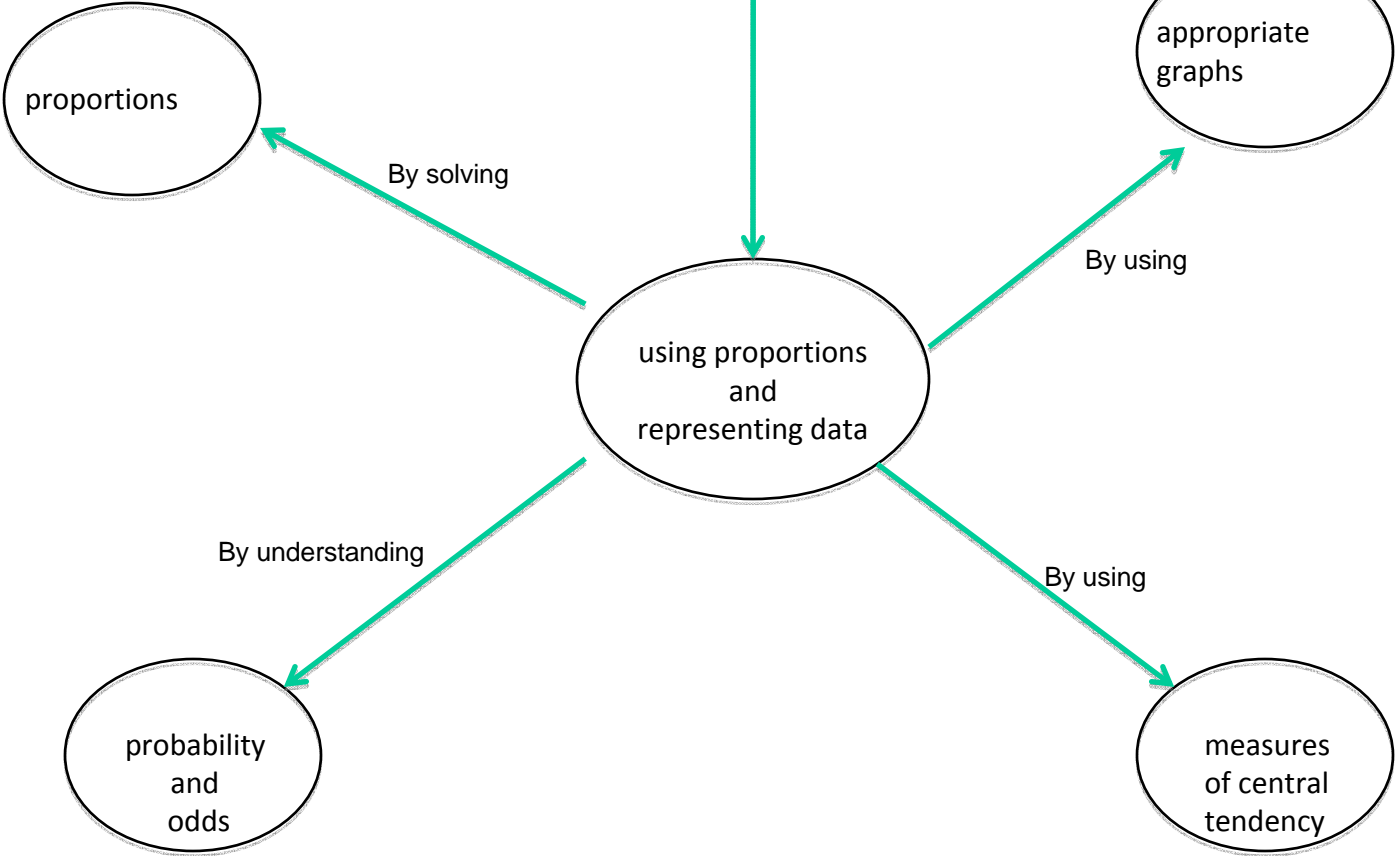 appropriate
graphs
proportions
By solving
By using
using proportions
and
representing data
By understanding
By using
probability
and
odds
measures
of central
tendency